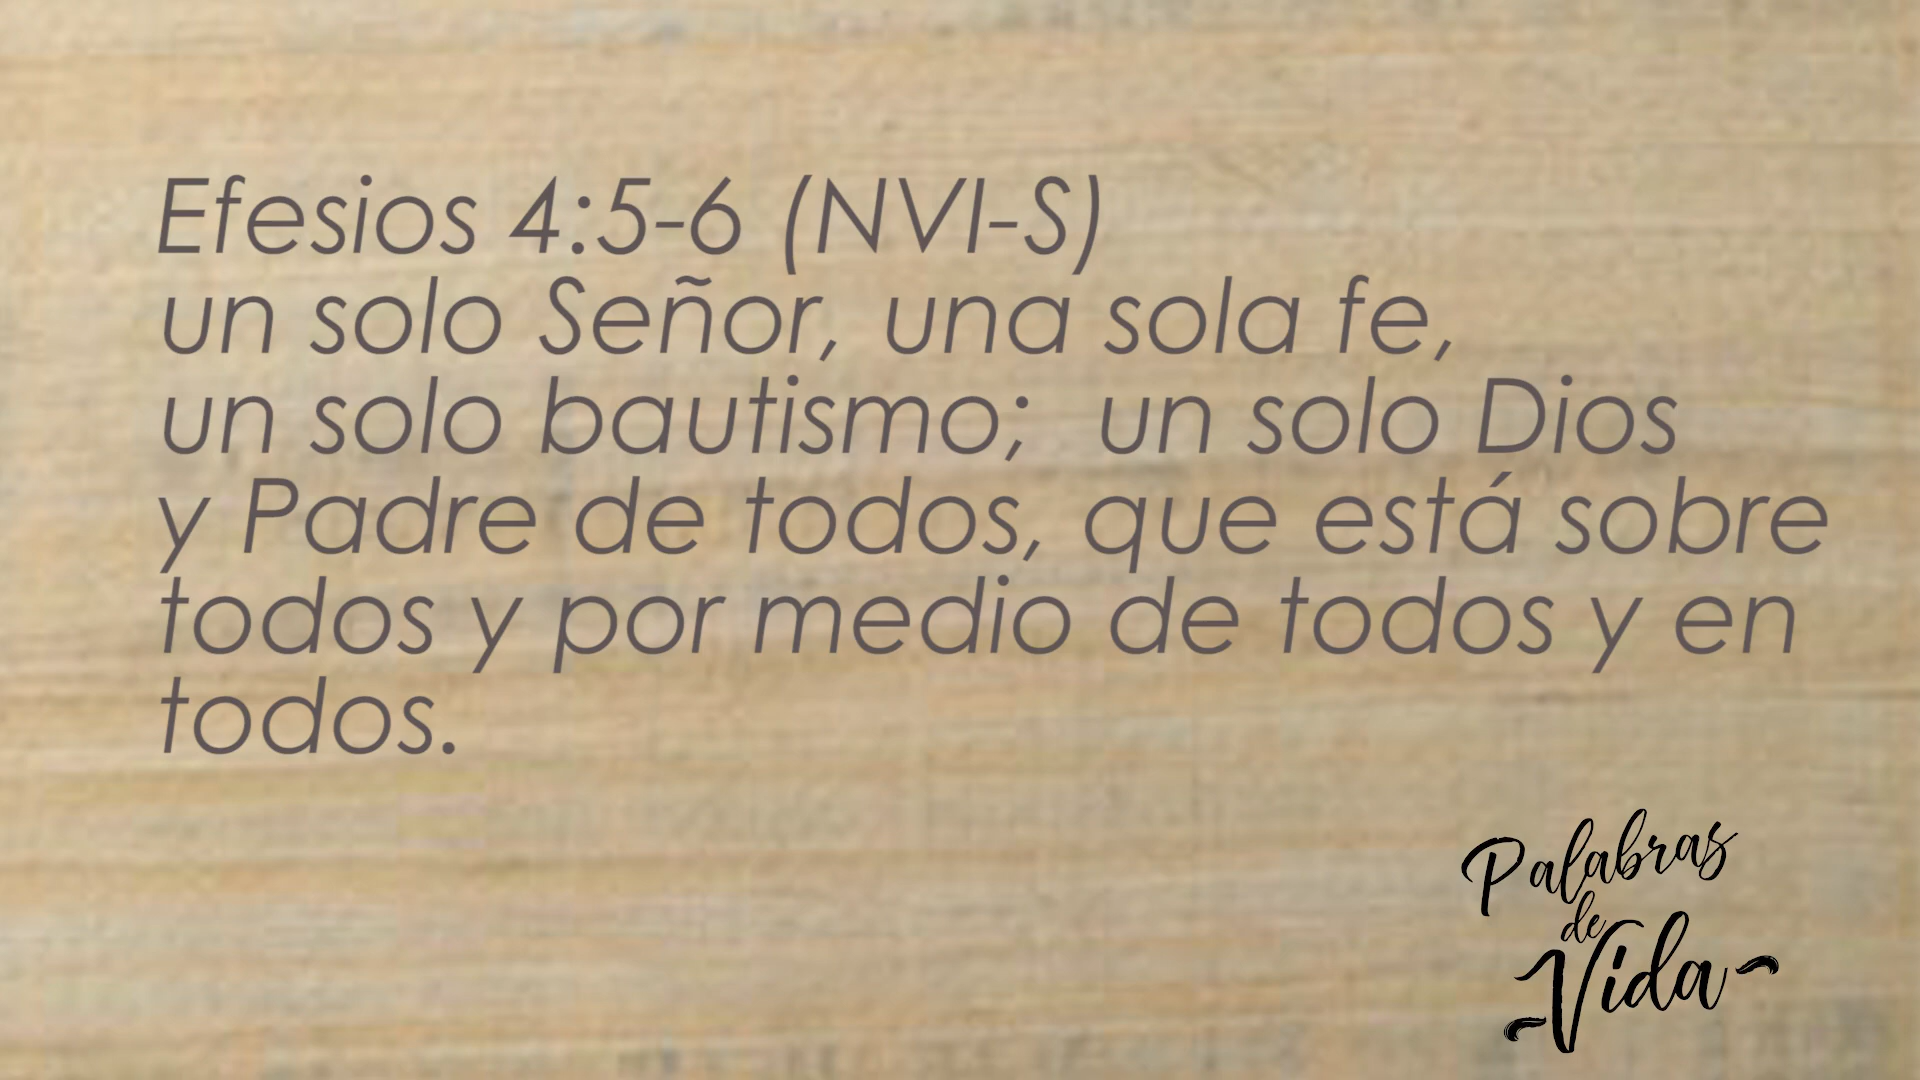 Efesios 4:5-6 (NVI-S)
un solo Señor, una sola fe,
un solo bautismo;  un solo Dios
y Padre de todos, que está sobre
todos y por medio de todos y en
todos.
Palabras
de
Vida